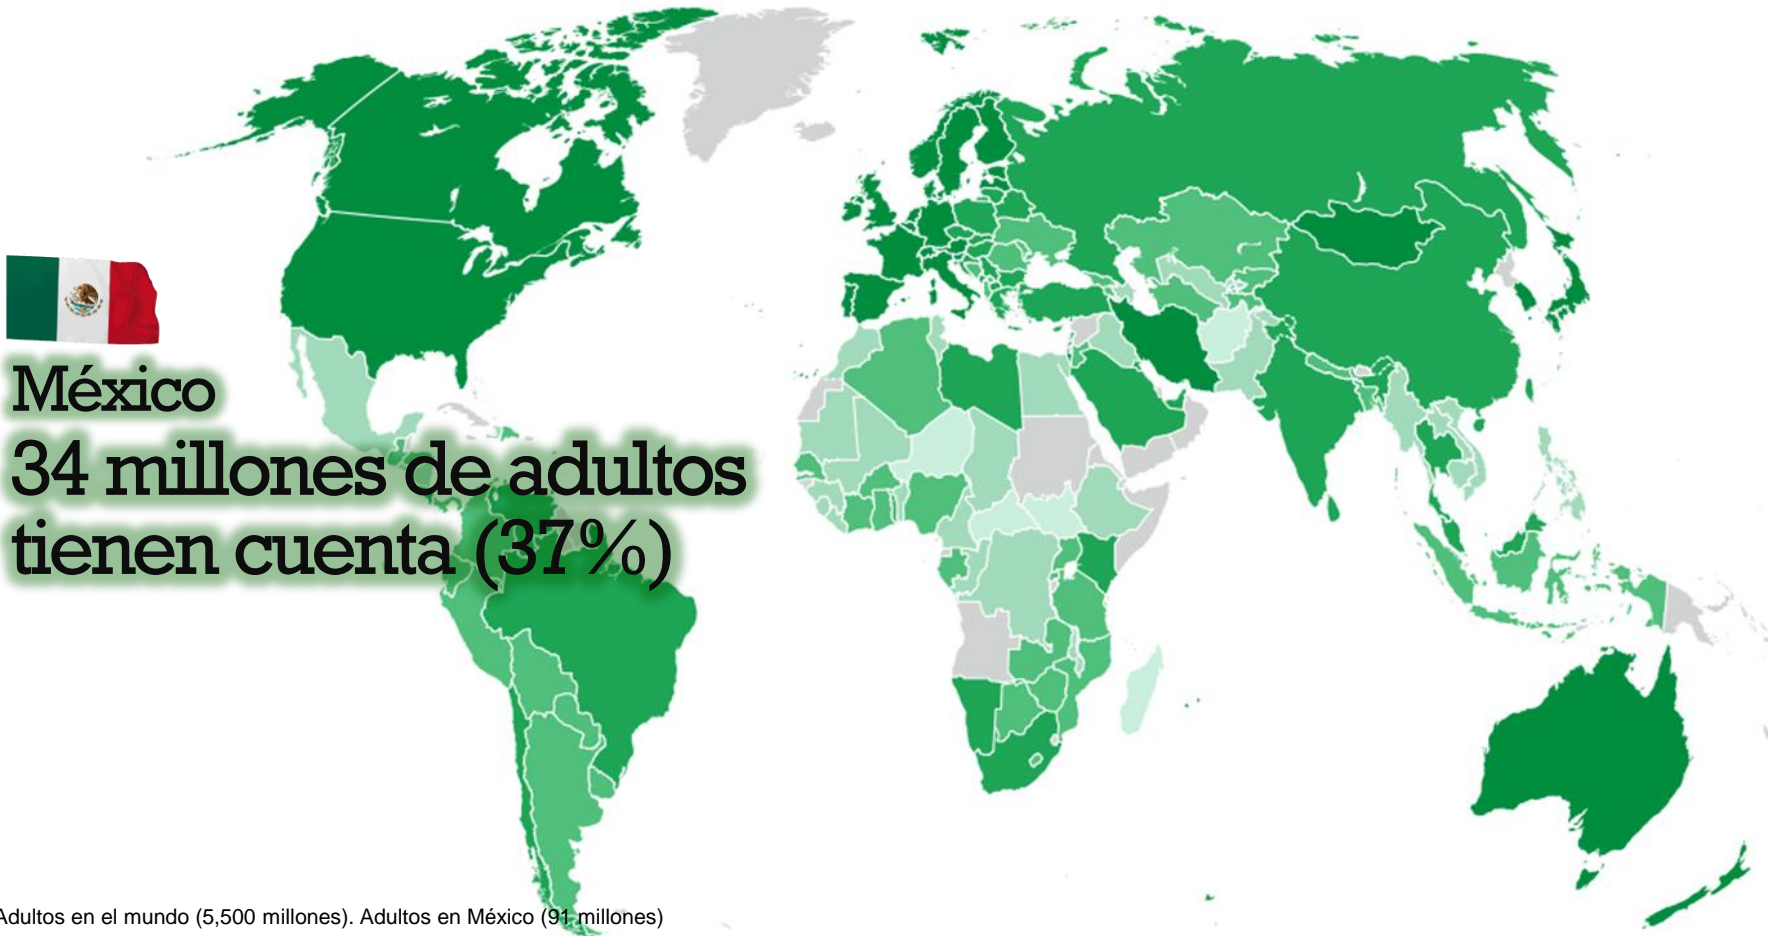 México
34 millones de adultos
tienen cuenta (37%)
Adultos en el mundo (5,500 millones). Adultos en México (91 millones)